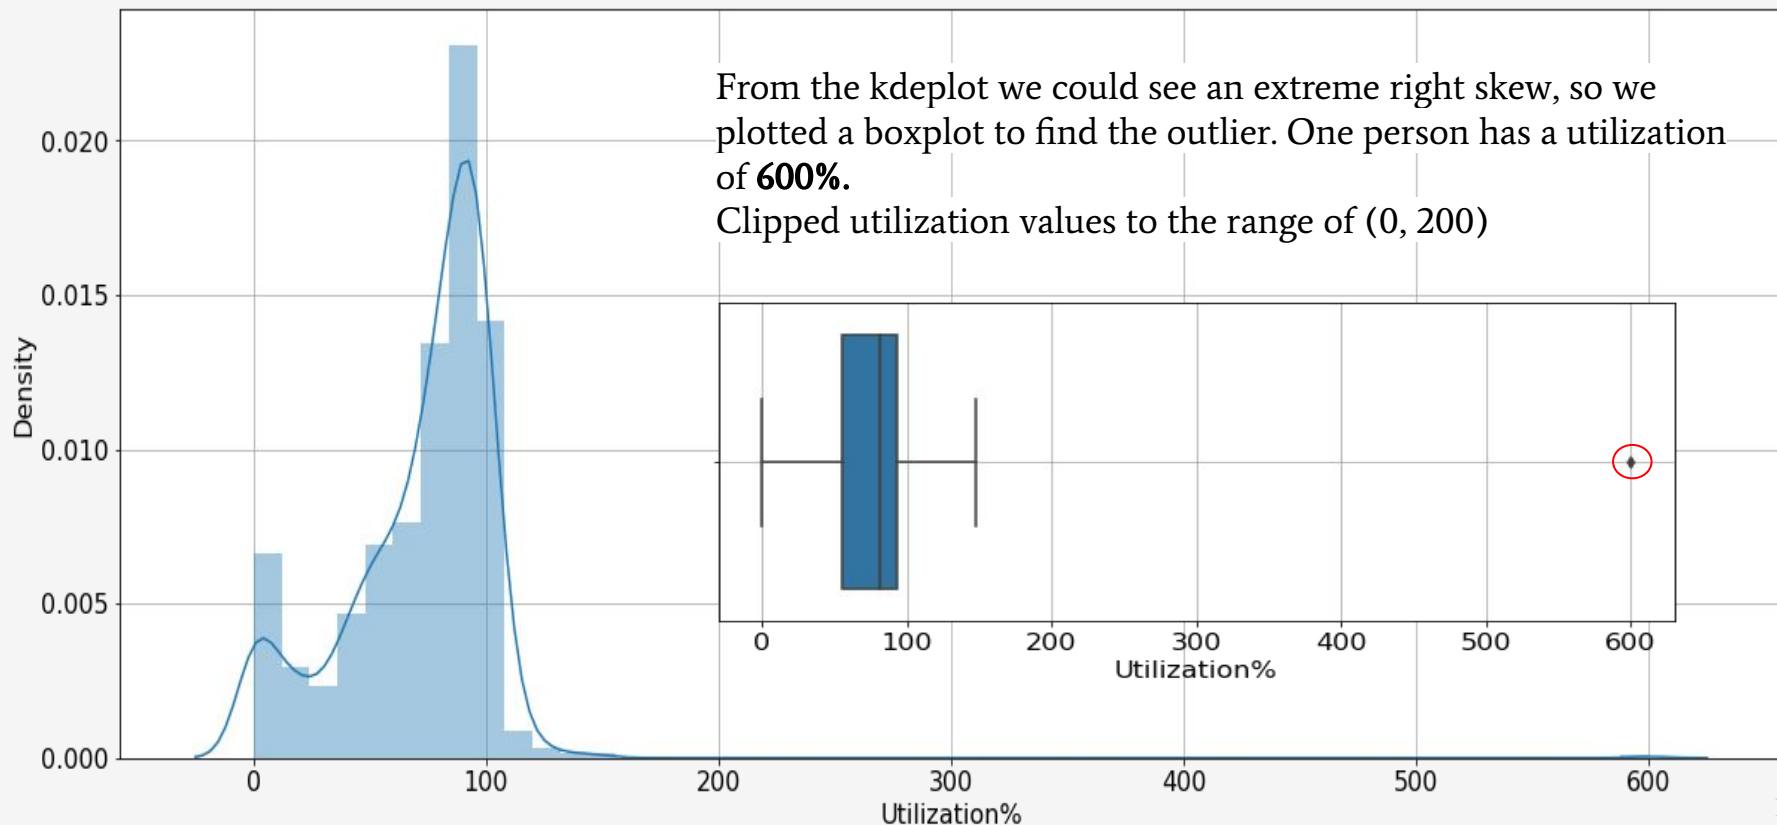 From the kdeplot we could see an extreme right skew, so we
plotted a boxplot to find the outlier. One person has a utilization
of 600%.
Clipped utilization values to the range of (0, 200)
0.020
0.015
0.010
0.005
0.000
Density
0 100 200 300 400 500 600
Utilization%
0 100 200 300 400 500 600
Utilization%